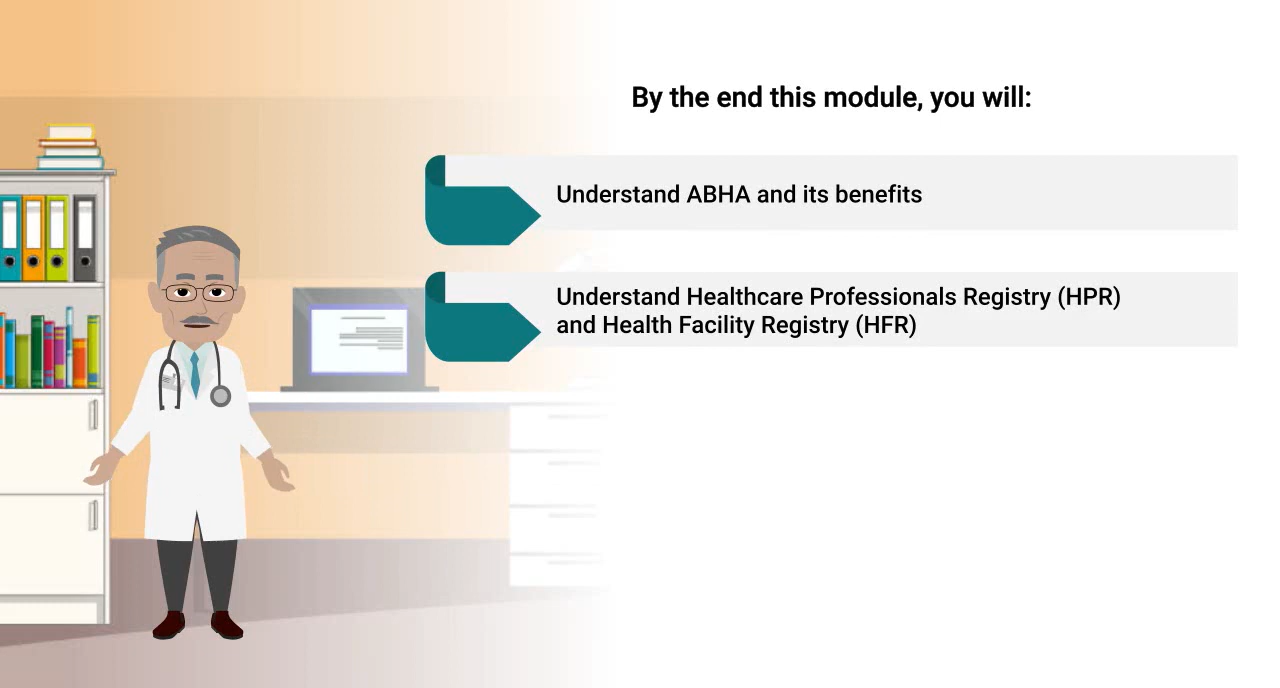 By the end this module, you will:
Understand ABHA and its benefits
Understand Healthcare Professionals Registry (HPR)
and Health Facility Registry (HFR)